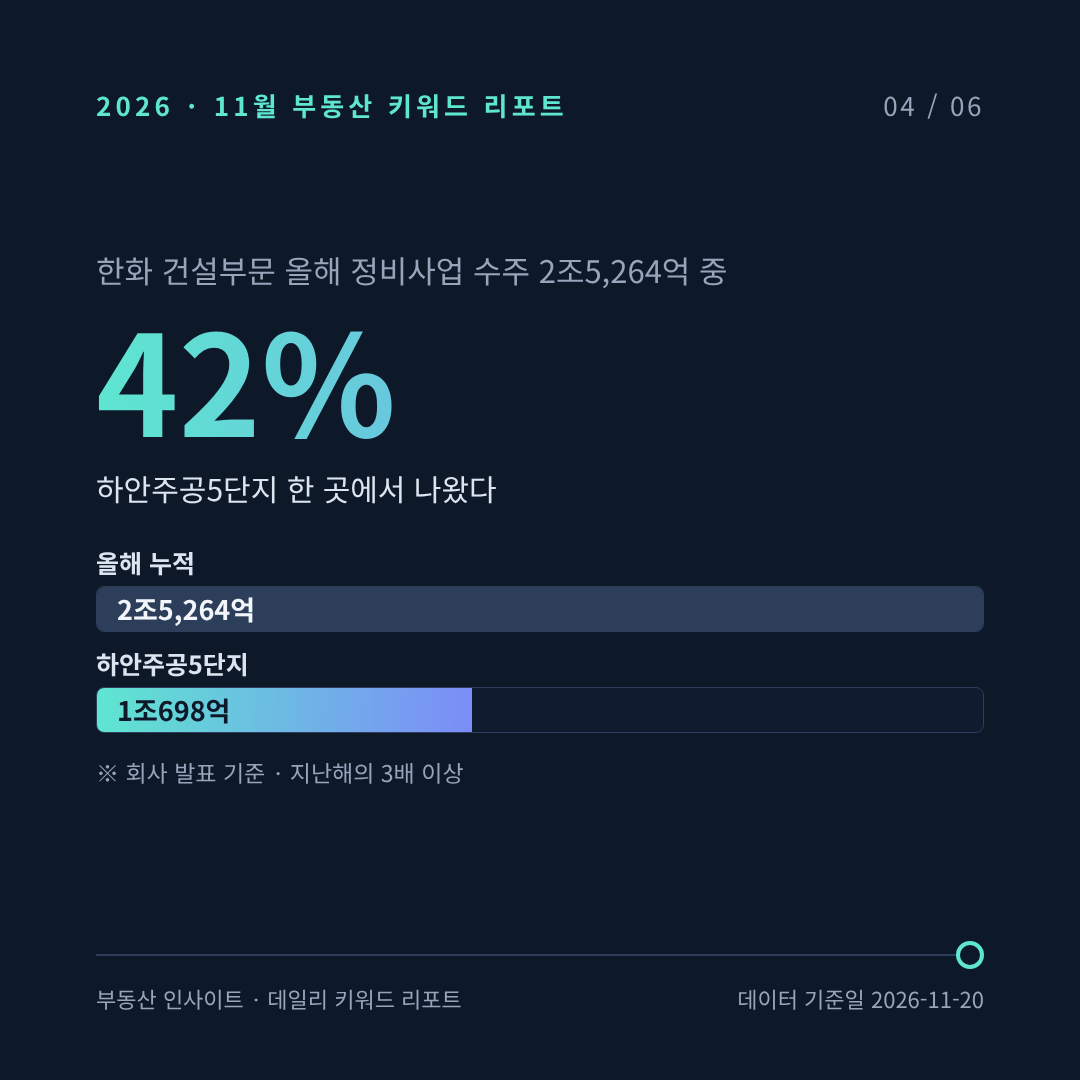 2026 · 11월 부동산 키워드 리포트
04 / 06
한화 건설부문 올해 정비사업 수주 2조5,264억 중
42%
하안주공5단지 한 곳에서 나왔다
올해 누적
2조5,264억
하안주공5단지
1조698억
※ 회사 발표 기준 · 지난해의 3배 이상
부동산 인사이트 · 데일리 키워드 리포트
데이터 기준일 2026-11-20